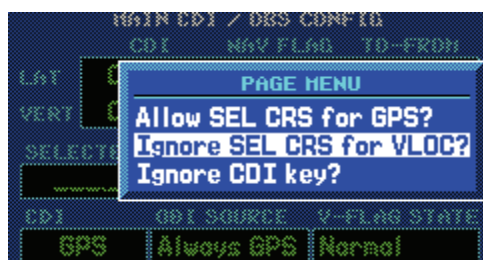 MAIN CDI / OBS CONFIG
CDI NAV FLAG TO-FROM
LAT
VERT
PAGE MENU
Allow SEL CRS for GPS?
Ignore SEL CRS for VLOC?
Ignore CDI key?
CDI OBI SOURCE V-FLAG STATE
GPS Always GPS Normal